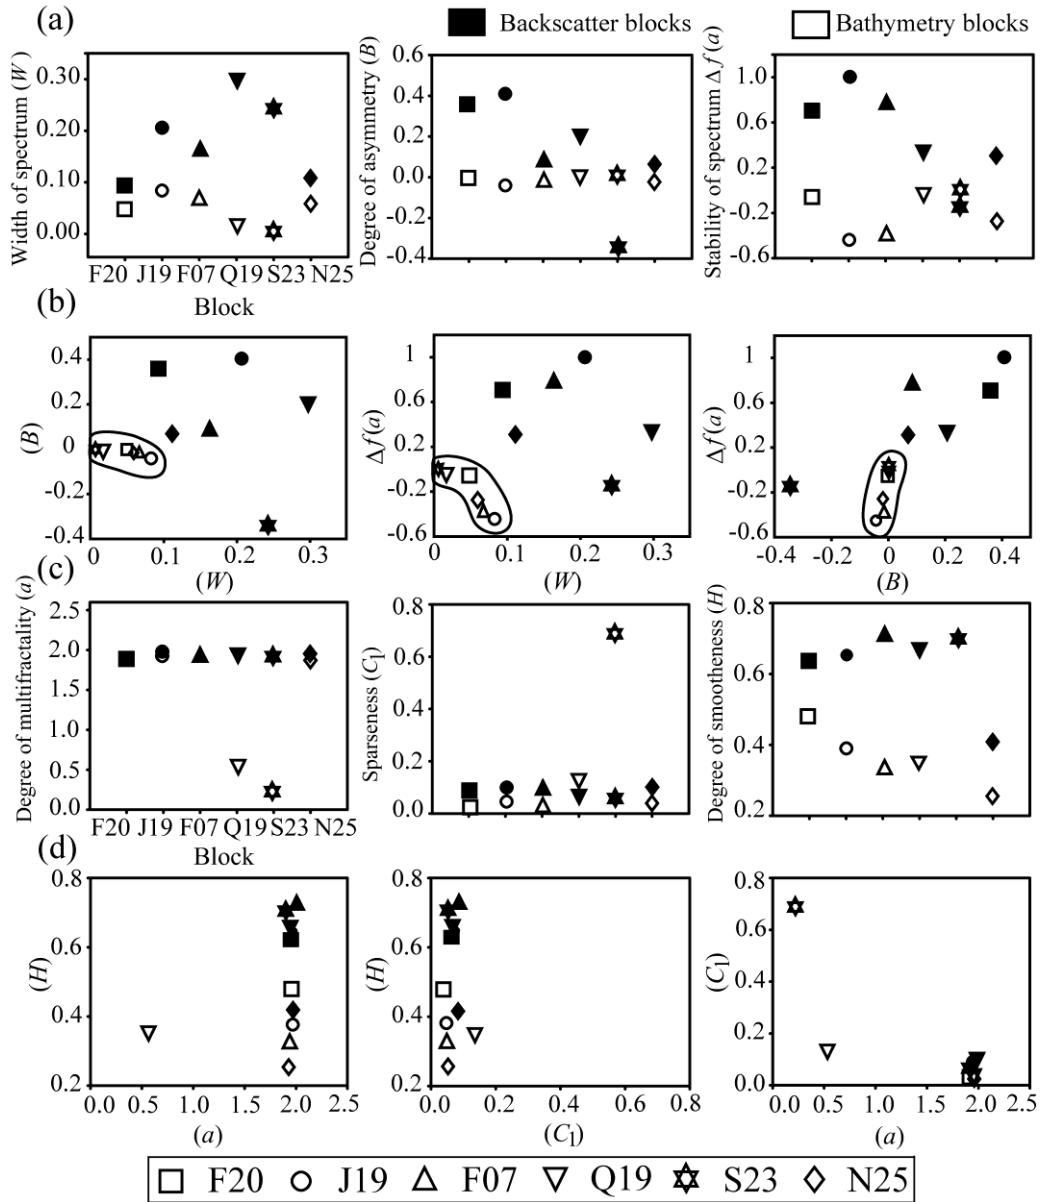 (a)
Backscatter blocks
Bathymetry blocks
Width of spectrum (W)
0.30
0.20
0.10
0.00
F20 J19 F07 Q19 S23 N25
Block
Degree of asymmetry (B)
0.6
0.4
0.2
0.0
-0.2
-0.4
Stability of spectrum Δf(a)
1.0
0.6
0.2
-0.2
-0.6
(b)
(B)
0.4
0.2
0
-0.2
-0.4
0 0.1 0.2 0.3
(W)
Δf(a)
1
0.6
0.2
-0.2
-0.6
0 0.1 0.2 0.3
(W)
Δf(a)
1
0.6
0.2
-0.2
-0.6
-0.4 -0.2 0 0.2 0.4
(B)
(c)
Degree of multifractality (a)
2.5
2.0
1.5
1.0
0.5
0.0
F20 J19 F07 Q19 S23 N25
Block
Sparseness (C1)
0.8
0.6
0.4
0.2
0.0
Degree of smootheness (H)
0.8
0.6
0.4
0.2
(d)
(H)
0.8
0.6
0.4
0.2
0.0 0.5 1.0 1.5 2.0 2.5
(a)
(H)
0.8
0.6
0.4
0.2
0.0 0.2 0.4 0.6 0.8
(C1)
(C1)
0.8
0.6
0.4
0.2
0.0
0.0 0.5 1.0 1.5 2.0 2.5
(a)
F20 J19 F07 Q19 S23 N25